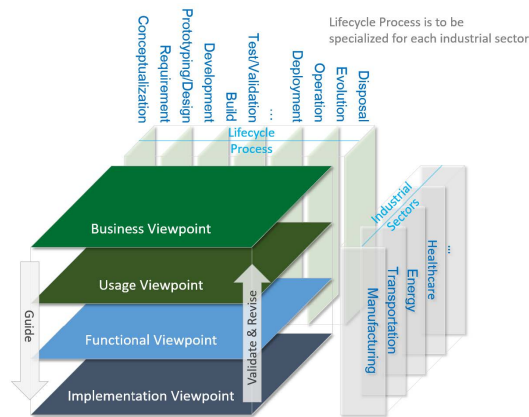 Lifecycle Process is to be
specialized for each industrial sector
Conceptualization
Requirement
Prototyping/Design
Development
Build
Test/Validation
...
Deployment
Operation
Evolution
Disposal
Lifecycle
Process
Business Viewpoint
Usage Viewpoint
Functional Viewpoint
Implementation Viewpoint
Guide
Validate & Revise
Industrial
Sectors
Manufacturing
Transportation
Energy
Healthcare
...